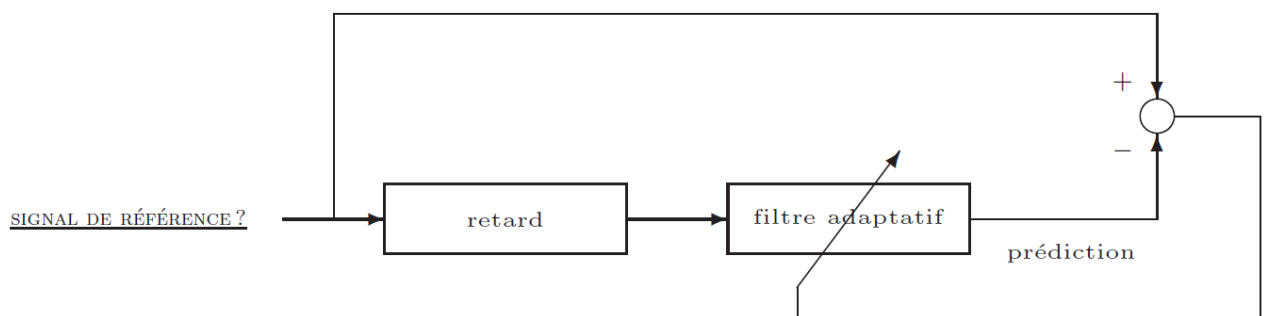 +
−
SIGNAL DE RÉFÉRENCE ?
retard
filtre adaptatif
prédiction